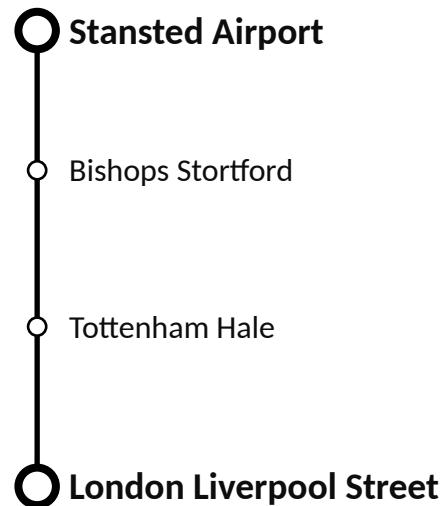 Stansted Airport
Bishops Stortford
Tottenham Hale
London Liverpool Street